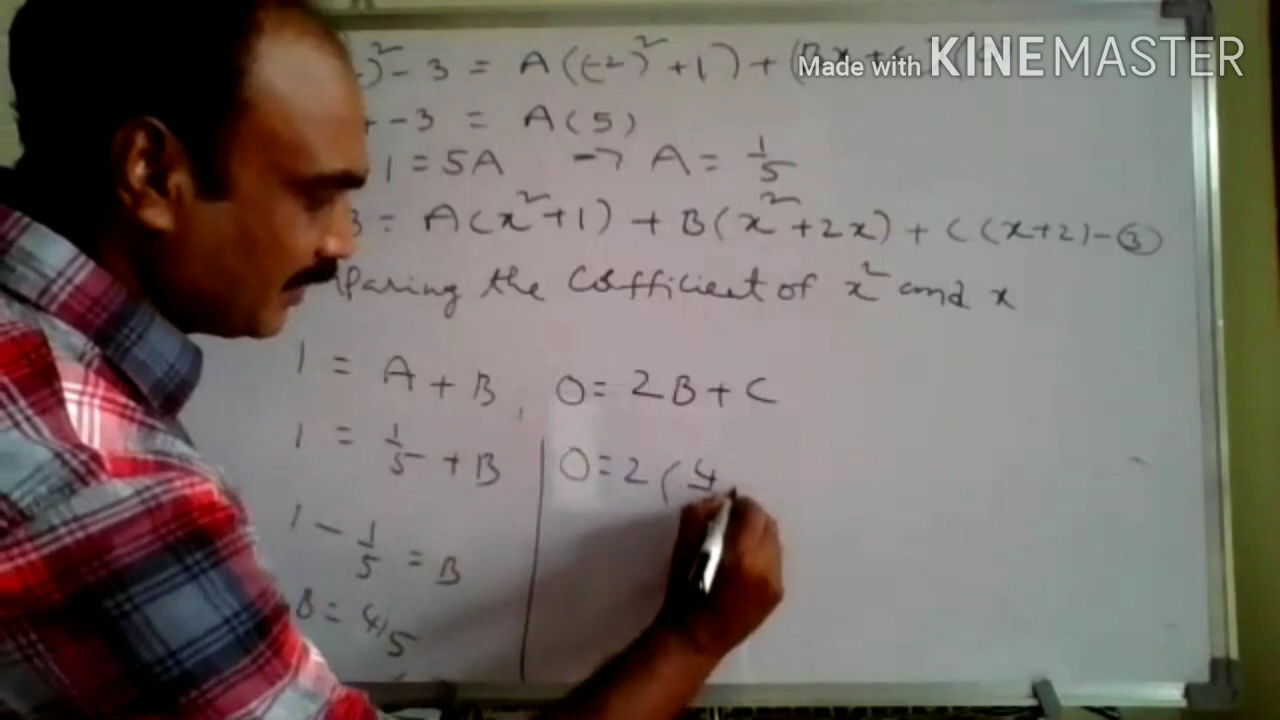 )² - 3 = A((-2)² + 1) + (Bx + C
Made with KINEMASTER
- 3 = A(5)
1 = 5A → A = 1/5
3 = A(x² + 1) + B(x² + 2x) + C(x + 2) - ③
paring the Coefficient of x² and x
1 = A + B, 0 = 2B + C
1 = 1/5 + B
0 = 2(4
1 - 1/5 = B
B = 4/5